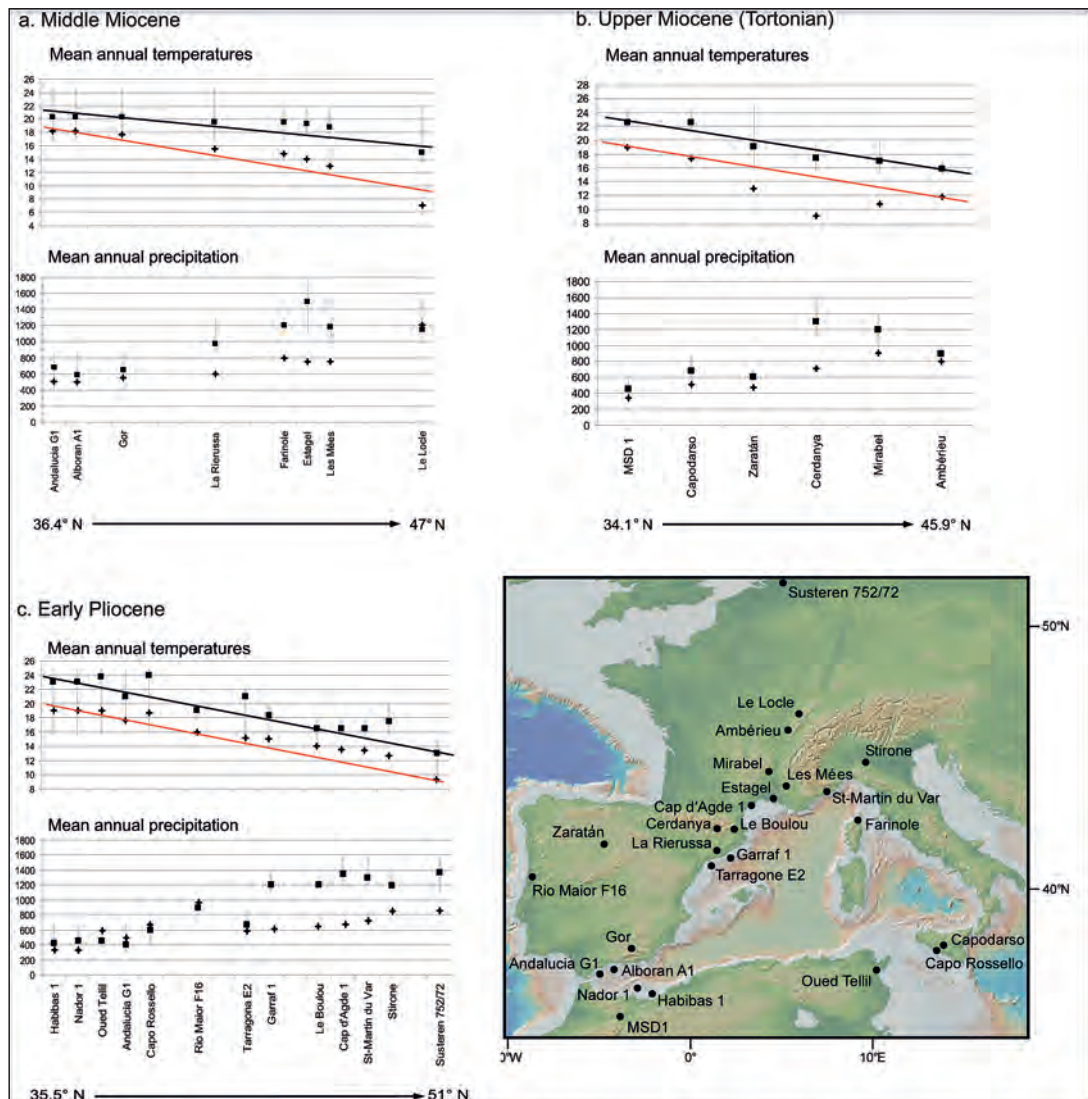 a. Middle Miocene
Mean annual temperatures
26
24
22
20
18
16
14
12
10
8
6
4
Mean annual precipitation
1800
1600
1400
1200
1000
800
600
400
200
0
Andalucia G1
Alboran A1
Gor
La Rierussa
Farinole
Estagel
Les Mées
Le Locle
36.4° N
47° N
b. Upper Miocene (Tortonian)
Mean annual temperatures
28
26
24
22
20
18
16
14
12
10
8
Mean annual precipitation
1800
1600
1400
1200
1000
800
600
400
200
0
MSD 1
Capodarso
Zaratán
Cerdanya
Mirabel
Ambérieu
34.1° N
45.9° N
c. Early Pliocene
Mean annual temperatures
26
24
22
20
18
16
14
12
10
8
Mean annual precipitation
1800
1600
1400
1200
1000
800
600
400
200
0
Habibas 1
Nador 1
Oued Tellil
Andalucia G1
Capo Rossello
Rio Maior F16
Tarragona E2
Garraf 1
Le Boulou
Cap d'Agde 1
St-Martin du Var
Stirone
Susteren 752/72
35.5° N
51° N
Susteren 752/72
50°N
Le Locle
Ambérieu
Stirone
Mirabel
Les Mées
Estagel
St-Martin du Var
Cap d'Agde 1
Cerdanya
Le Boulou
Farinole
Zaratán
La Rierussa
Garraf 1
Tarragone E2
Rio Maior F16
40°N
Gor
Capodarso
Andalucia G1
Alboran A1
Capo Rossello
Oued Tellil
Nador 1
Habibas 1
MSD1
0°W
0°
10°E